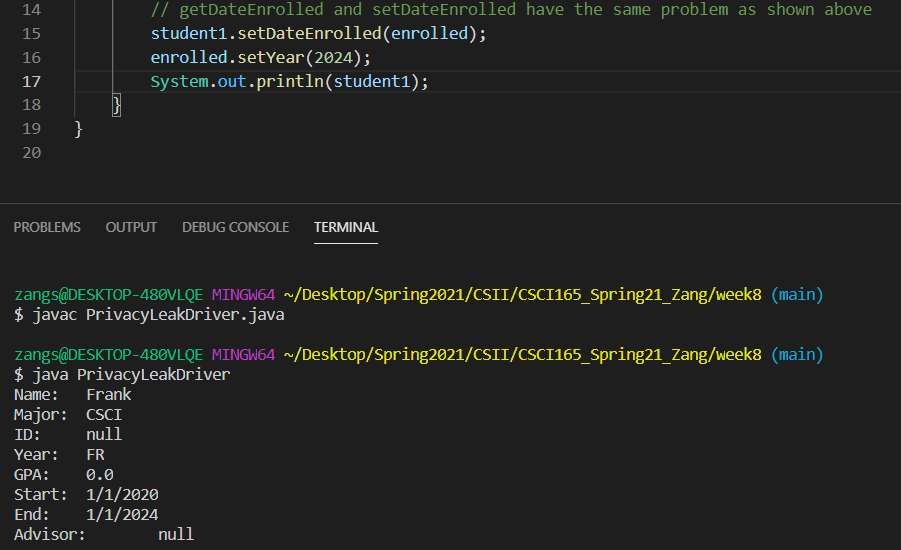 14 // getDateEnrolled and setDateEnrolled have the same problem as shown above
15 student1.setDateEnrolled(enrolled);
16 enrolled.setYear(2024);
17 System.out.println(student1);
18 }
19 }
20
PROBLEMS OUTPUT DEBUG CONSOLE TERMINAL
zangs@DESKTOP-480VLQE MINGW64 ~/Desktop/Spring2021/CSII/CSCI165_Spring21_Zang/week8 (main)
$ javac PrivacyLeakDriver.java
zangs@DESKTOP-480VLQE MINGW64 ~/Desktop/Spring2021/CSII/CSCI165_Spring21_Zang/week8 (main)
$ java PrivacyLeakDriver
Name: Frank
Major: CSCI
ID: null
Year: FR
GPA: 0.0
Start: 1/1/2020
End: 1/1/2024
Advisor: null